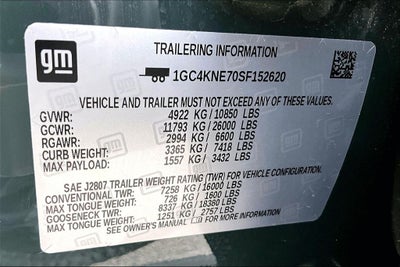 gm
TRAILERING INFORMATION
1GC4KNE70SF152620
VEHICLE AND TRAILER MUST NOT EXCEED ANY OF THESE VALUES:
GVWR: 4922 KG/10850 LBS
GCWR: 11793 KG/26000 LBS
RGAWR: 2994 KG/6600 LBS
CURB WEIGHT: 3365 KG/7418 LBS
MAX PAYLOAD: 1557 KG/3432 LBS
SAE J2807 TRAILER WEIGHT RATING (TWR) FOR VEHICLE CONFIGURATION:
CONVENTIONAL TWR: 7258 KG/16000 LBS
MAX TONGUE WEIGHT: 726 KG/1600 LBS
GOOSENECK TWR: 8337 KG/18380 LBS
MAX TONGUE WEIGHT: 1251 KG/2757 LBS
SEE OWNER'S MANUAL FOR MORE INFORMATION